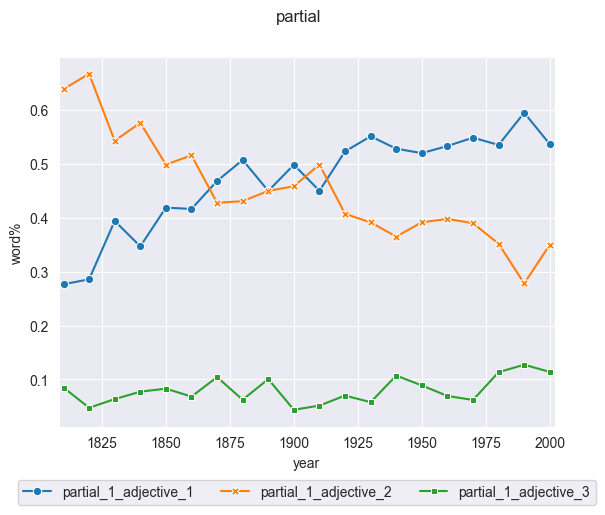 partial
0.6
0.5
0.4
0.3
0.2
0.1
word%
1825 1850 1875 1900 1925 1950 1975 2000
year
partial_1_adjective_1 partial_1_adjective_2 partial_1_adjective_3